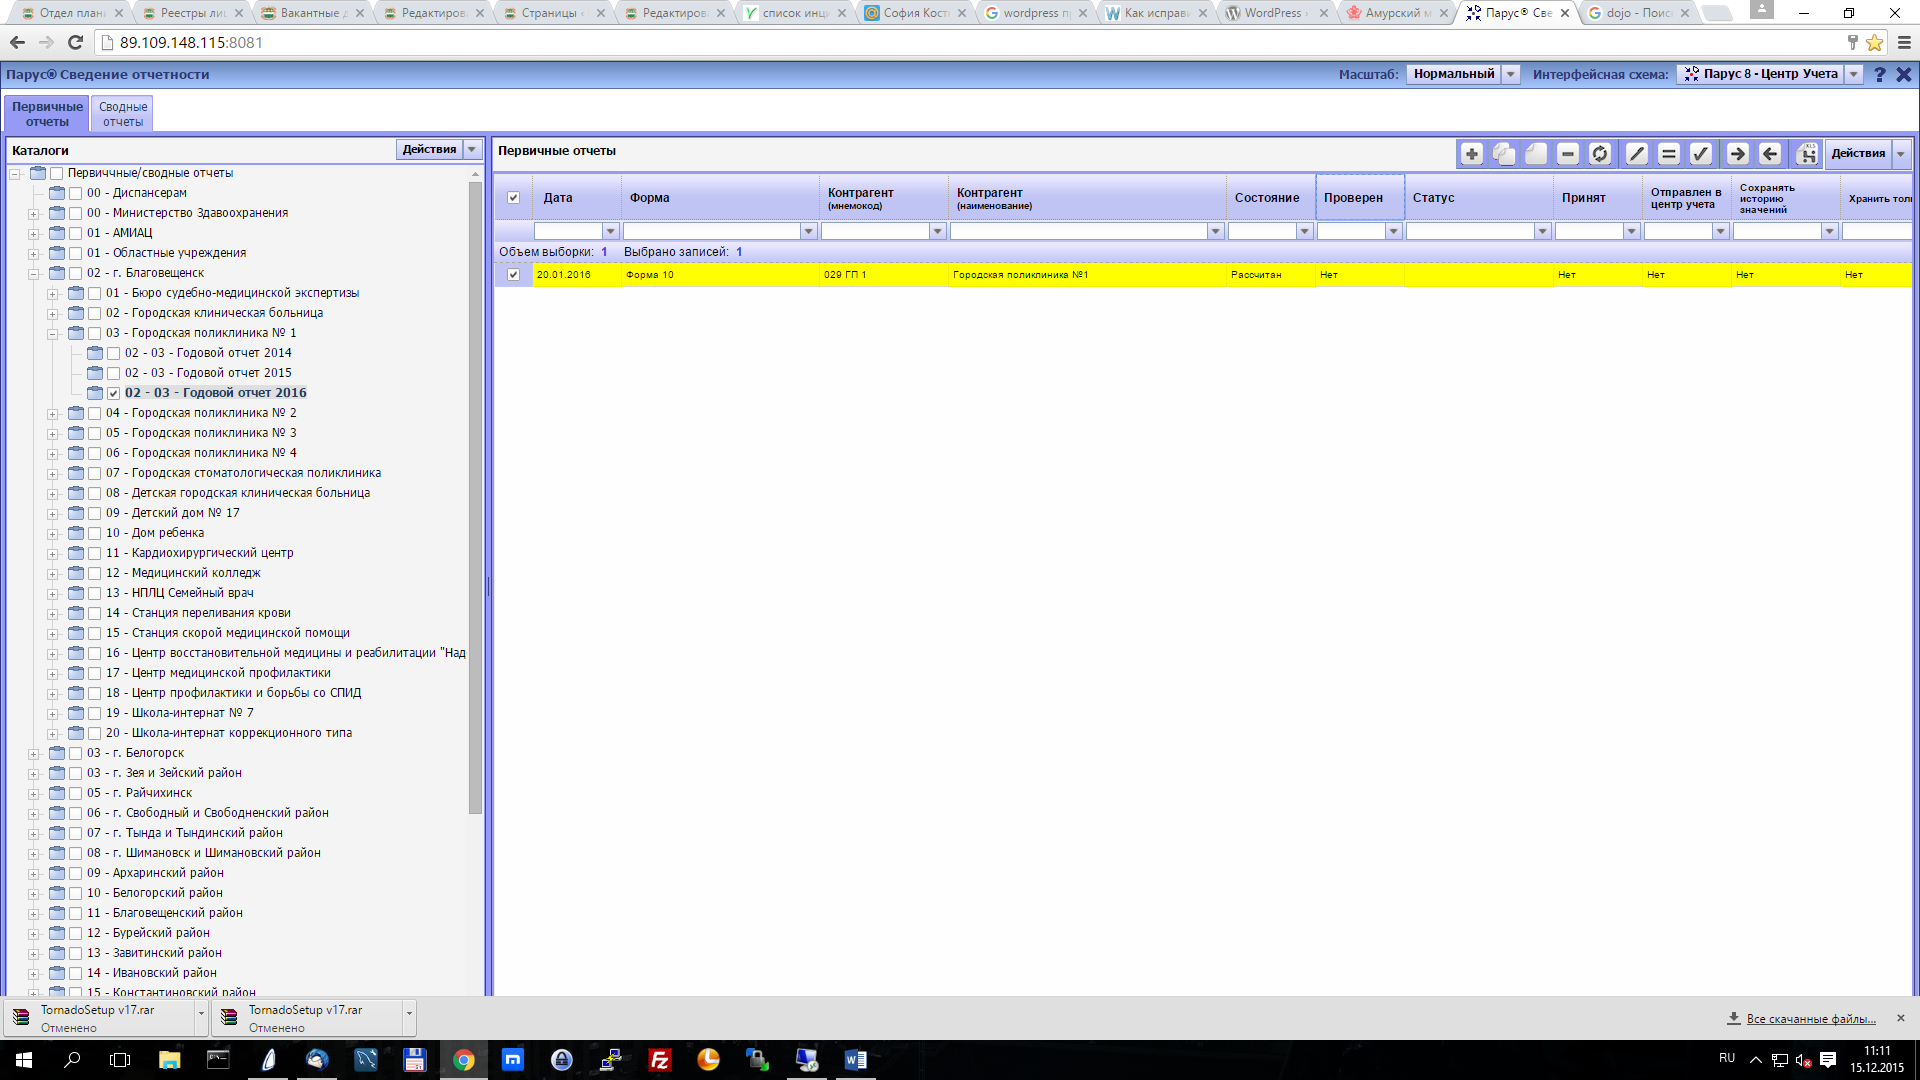 Отдел план
Реестры ли
Вакантные д
Редактиров
Страницы ‹
Редактиров
список инц
София Кост
wordpress п
Как исправи
WordPress ›
Амурский м
Парус® Све
dojo - Поис
89.109.148.115:8081
Парус® Сведение отчетности
Масштаб: Нормальный Интерфейсная схема: Парус 8 - Центр Учета
Первичные отчеты
Сводные отчеты
Каталоги
Действия
Первичные отчеты
Действия
Первичные/сводные отчеты
00 - Диспансерам
00 - Министерство Здавоохранения
01 - АМИАЦ
01 - Областные учреждения
02 - г. Благовещенск
01 - Бюро судебно-медицинской экспертизы
02 - Городская клиническая больница
03 - Городская поликлиника № 1
02 - 03 - Годовой отчет 2014
02 - 03 - Годовой отчет 2015
02 - 03 - Годовой отчет 2016
04 - Городская поликлиника № 2
05 - Городская поликлиника № 3
06 - Городская поликлиника № 4
07 - Городская стоматологическая поликлиника
08 - Детская городская клиническая больница
09 - Детский дом № 17
10 - Дом ребенка
11 - Кардиохирургический центр
12 - Медицинский колледж
13 - НПЛЦ Семейный врач
14 - Станция переливания крови
15 - Станция скорой медицинской помощи
16 - Центр восстановительной медицины и реабилитации "Над
17 - Центр медицинской профилактики
18 - Центр профилактики и борьбы со СПИД
19 - Школа-интернат № 7
20 - Школа-интернат коррекционного типа
03 - г. Белогорск
03 - г. Зея и Зейский район
05 - г. Райчихинск
06 - г. Свободный и Свободненский район
07 - г. Тында и Тындинский район
08 - г. Шимановск и Шимановский район
09 - Архаринский район
10 - Белогорский район
11 - Благовещенский район
12 - Бурейский район
13 - Завитинский район
14 - Ивановский район
15 - Константиновский район
Дата
Форма
Контрагент (мнемокод)
Контрагент (наименование)
Состояние
Проверен
Статус
Принят
Отправлен в центр учета
Сохранять историю значений
Хранить толь
Объем выборки: 1 Выбрано записей: 1
20.01.2016 Форма 10 029 ГП 1 Городская поликлиника №1 Рассчитан Нет Нет Нет Нет Нет
TornadoSetup v17.rar
Отменено
TornadoSetup v17.rar
Отменено
Все скачанные файлы...
RU
11:11
15.12.2015